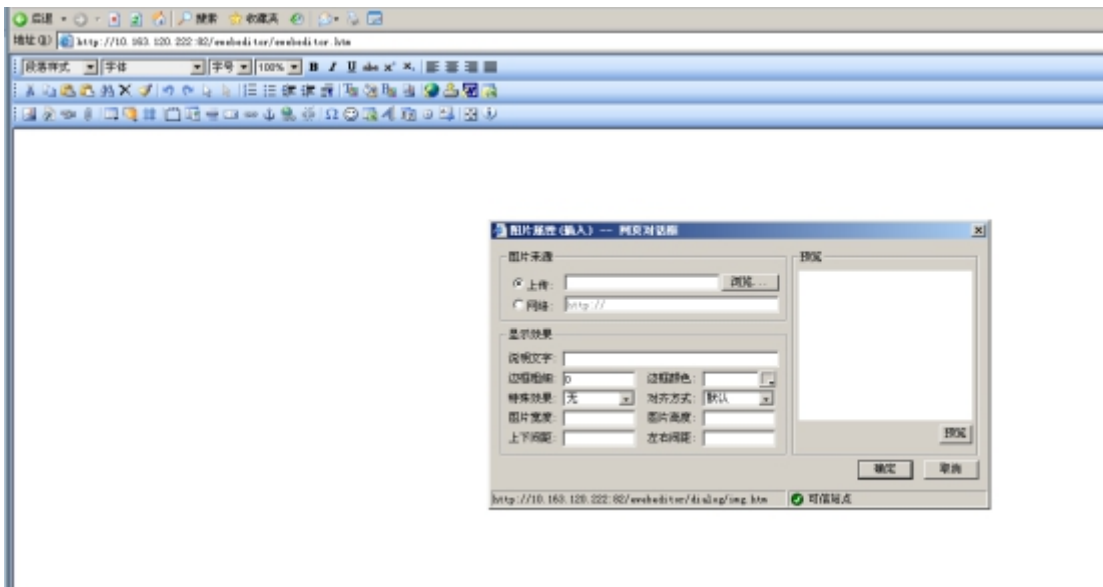 后退 搜索 收藏夹
地址(D) http://10.163.120.222:82/ewebeditor/ewebeditor.htm
段落样式 字体 字号 100% B I U abc x² x₂
图片属性(插入) -- 网页对话框
图片来源
预览
上传: 浏览...
网络: http://
显示效果
说明文字:
边框粗细: 0 边框颜色:
特殊效果: 无 对齐方式: 默认
图片宽度: 图片高度:
上下间距: 左右间距:
预览
确定 取消
http://10.163.120.222:82/ewebeditor/dialog/img.htm 可信站点